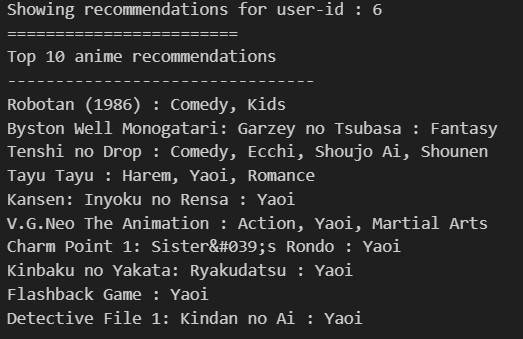 Showing recommendations for user-id : 6
========================
Top 10 anime recommendations
--------------------------------
Robotan (1986) : Comedy, Kids
Byston Well Monogatari: Garzey no Tsubasa : Fantasy
Tenshi no Drop : Comedy, Ecchi, Shoujo Ai, Shounen
Tayu Tayu : Harem, Yaoi, Romance
Kansen: Inyoku no Rensa : Yaoi
V.G.Neo The Animation : Action, Yaoi, Martial Arts
Charm Point 1: Sister&#039;s Rondo : Yaoi
Kinbaku no Yakata: Ryakudatsu : Yaoi
Flashback Game : Yaoi
Detective File 1: Kindan no Ai : Yaoi